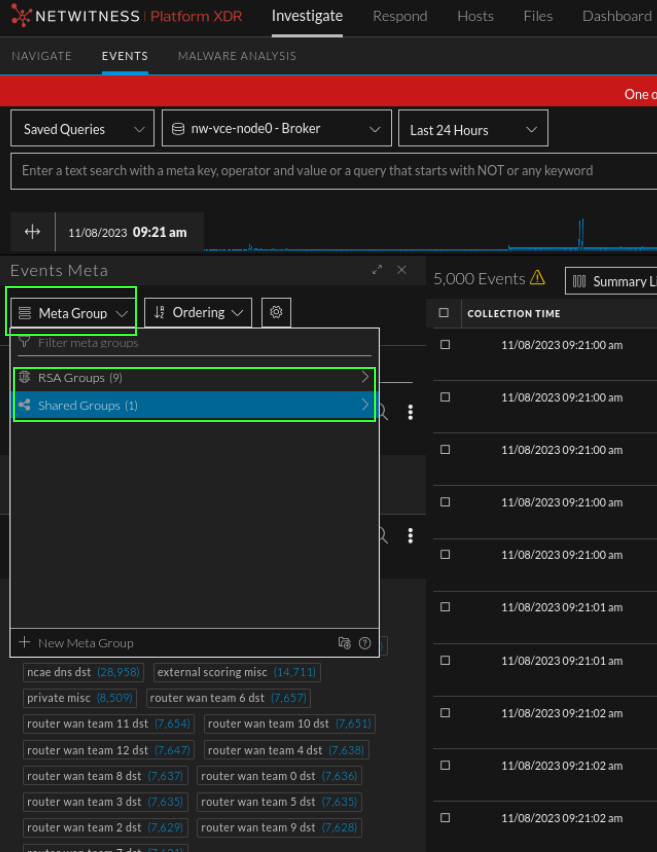 NETWITNESS Platform XDR Investigate Respond Hosts Files Dashboard
NAVIGATE EVENTS MALWARE ANALYSIS
One o
Saved Queries nw-vce-node0 - Broker Last 24 Hours
Enter a text search with a meta key, operator and value or a query that starts with NOT or any keyword
11/08/2023 09:21 am
Events Meta
5,000 Events Summary Li
Meta Group Ordering
COLLECTION TIME
Filter meta groups
11/08/2023 09:21:00 am
RSA Groups (9)
11/08/2023 09:21:00 am
Shared Groups (1)
11/08/2023 09:21:00 am
11/08/2023 09:21:00 am
11/08/2023 09:21:00 am
11/08/2023 09:21:01 am
New Meta Group
11/08/2023 09:21:01 am
ncae dns dst (28,958) external scoring misc (14,711)
private misc (8,509) router wan team 6 dst (7,657)
11/08/2023 09:21:02 am
router wan team 11 dst (7,654) router wan team 10 dst (7,651)
router wan team 12 dst (7,647) router wan team 4 dst (7,638)
11/08/2023 09:21:02 am
router wan team 8 dst (7,637) router wan team 0 dst (7,636)
router wan team 3 dst (7,635) router wan team 5 dst (7,635)
11/08/2023 09:21:02 am
router wan team 2 dst (7,629) router wan team 9 dst (7,628)